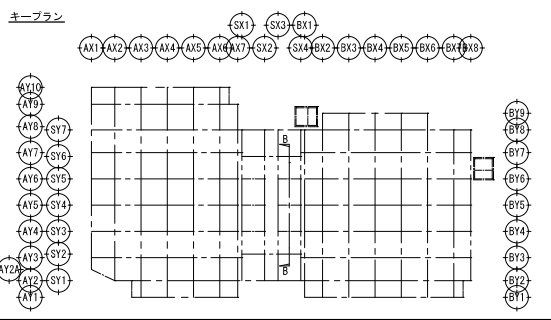 キープラン
SX1 SX3 BX1
AX1 AX2 AX3 AX4 AX5 AX6 AX7 SX2 SX4 BX2 BX3 BX4 BX5 BX6 BX7 BX8
AY10
AY9
AY8 SY7
AY7 SY6
AY6 SY5
AY5 SY4
AY4 SY3
AY3 SY2
AY2A
AY2 SY1
AY1
B
B
BY9
BY8
BY7
BY6
BY5
BY4
BY3
BY2
BY1